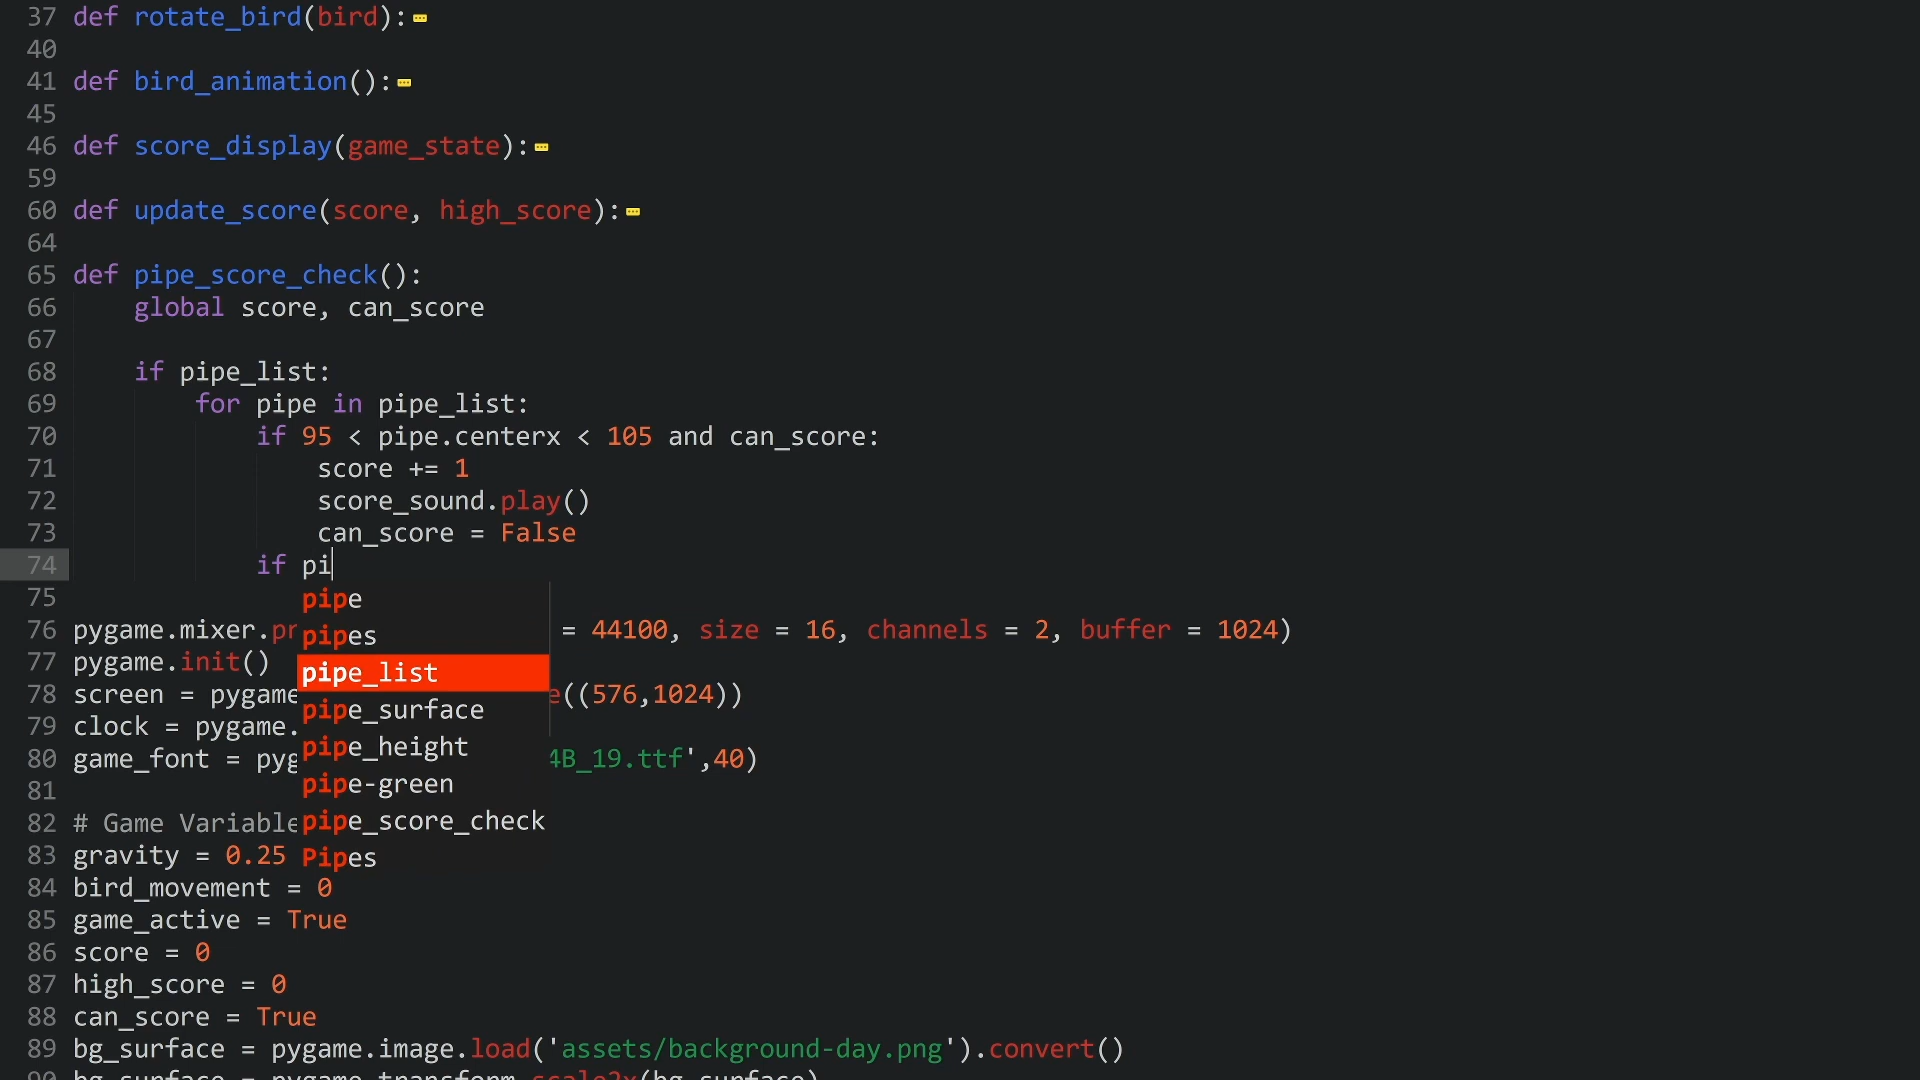 37 def rotate_bird(bird):
40
41 def bird_animation():
45
46 def score_display(game_state):
59
60 def update_score(score, high_score):
64
65 def pipe_score_check():
66 global score, can_score
67
68 if pipe_list:
69 for pipe in pipe_list:
70 if 95 < pipe.centerx < 105 and can_score:
71 score += 1
72 score_sound.play()
73 can_score = False
74 if pi
75
pipe
pipes
pipe_list
pipe_surface
pipe_height
pipe-green
pipe_score_check
Pipes
76 pygame.mixer.pr = 44100, size = 16, channels = 2, buffer = 1024)
77 pygame.init()
78 screen = pygame e((576,1024))
79 clock = pygame.
80 game_font = pyg 4B_19.ttf',40)
81
82 # Game Variable
83 gravity = 0.25
84 bird_movement = 0
85 game_active = True
86 score = 0
87 high_score = 0
88 can_score = True
89 bg_surface = pygame.image.load('assets/background-day.png').convert()
90 bg_surface = pygame.transform.scale2x(bg_surface)